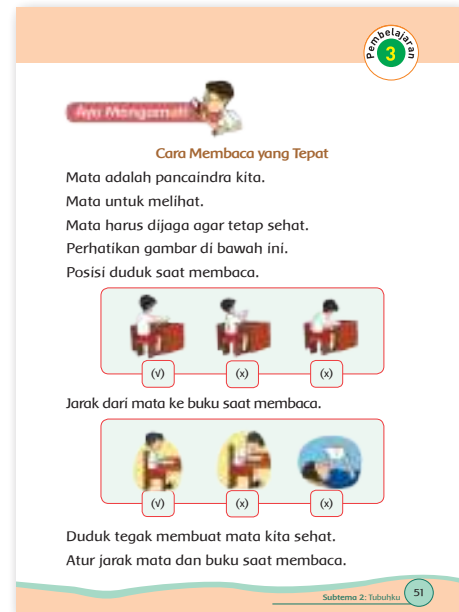 Pembelajaran
3
Ayo Mengamati
Cara Membaca yang Tepat
Mata adalah pancaindra kita.
Mata untuk melihat.
Mata harus dijaga agar tetap sehat.
Perhatikan gambar di bawah ini.
Posisi duduk saat membaca.
(√) (x) (x)
Jarak dari mata ke buku saat membaca.
(√) (x) (x)
Duduk tegak membuat mata kita sehat.
Atur jarak mata dan buku saat membaca.
Subtema 2: Tubuhku 51